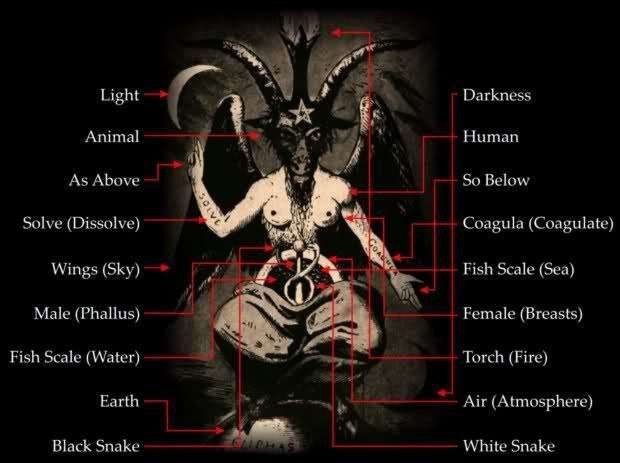 Light
Darkness
Animal
Human
As Above
So Below
SOLVE
Solve (Dissolve)
Coagula (Coagulate)
COAGULA
Wings (Sky)
Fish Scale (Sea)
Male (Phallus)
Female (Breasts)
Fish Scale (Water)
Torch (Fire)
Earth
Air (Atmosphere)
Black Snake
White Snake